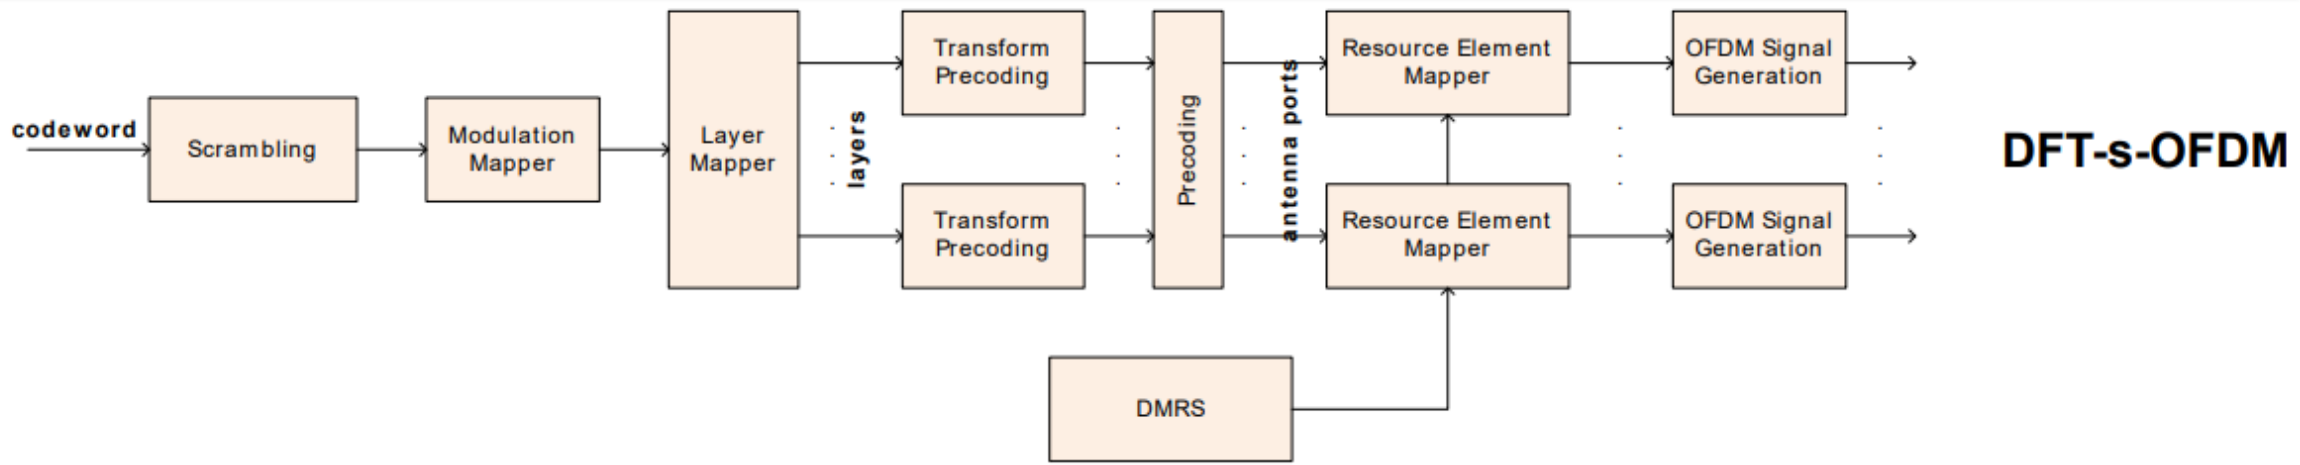 codeword
Scrambling
Modulation
Mapper
Layer
Mapper
layers
Transform
Precoding
Transform
Precoding
Precoding
antenna ports
Resource Element
Mapper
Resource Element
Mapper
OFDM Signal
Generation
OFDM Signal
Generation
DMRS
DFT-s-OFDM